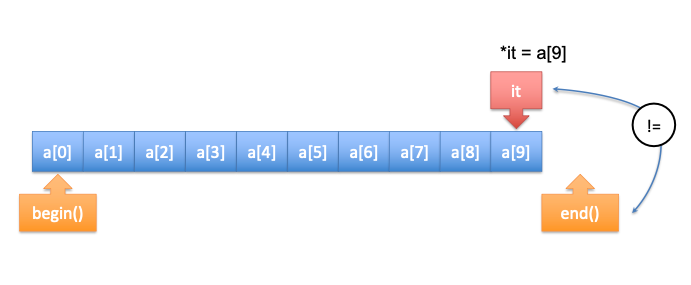 *it = a[9]
it
!=
a[0] a[1] a[2] a[3] a[4] a[5] a[6] a[7] a[8] a[9]
begin()
end()